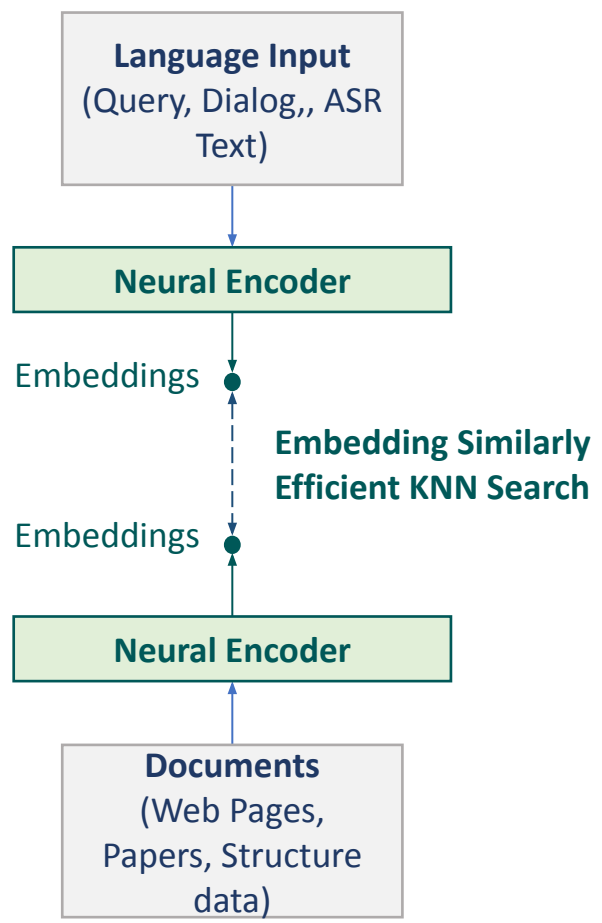 Language Input
(Query, Dialog,, ASR
Text)
Neural Encoder
Embeddings
Embedding Similarly
Efficient KNN Search
Embeddings
Neural Encoder
Documents
(Web Pages,
Papers, Structure
data)